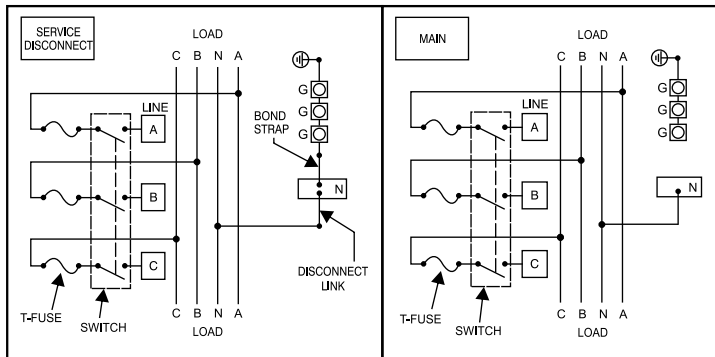 SERVICE
DISCONNECT
LOAD
C B N A
LINE
A
G
G
G
BOND
STRAP
B
N
C
DISCONNECT
LINK
T-FUSE
SWITCH
C B N A
LOAD
MAIN
LOAD
C B N A
LINE
A
G
G
G
B
N
C
T-FUSE
SWITCH
C B N A
LOAD